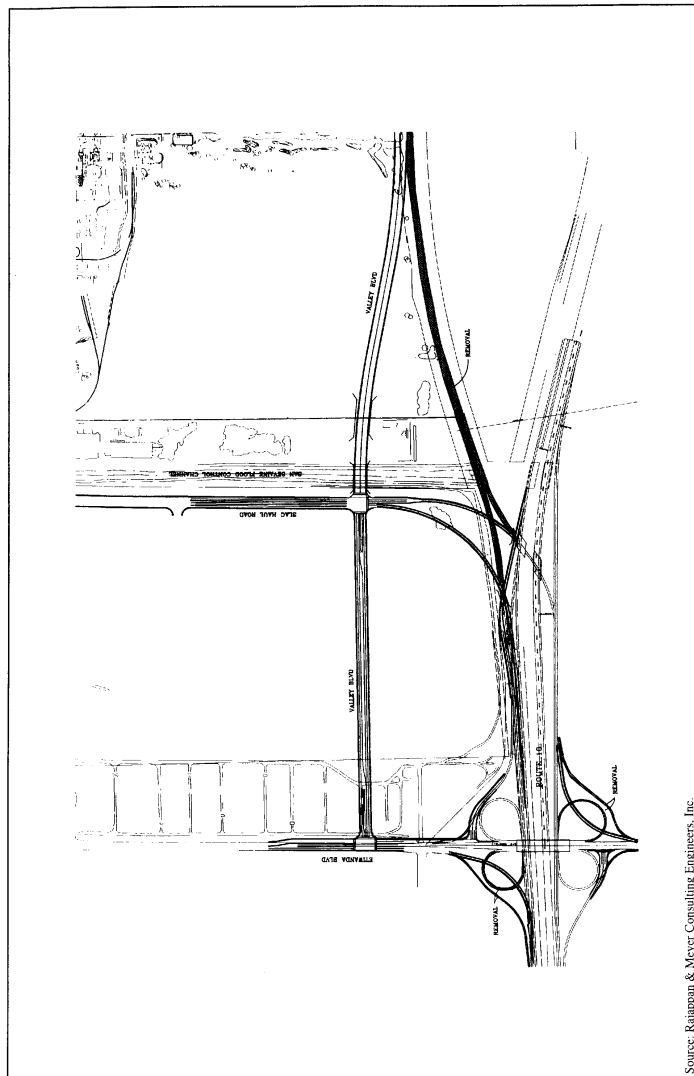 VALLEY BLVD
REMOVAL
SAN SEVAINE FLOOD CONTROL CHANNEL
SLAG HAUL ROAD
VALLEY BLVD
ROUTE 10
REMOVAL
ETIWANDA BLVD
REMOVAL
Source: Rajappan & Meyer Consulting Engineers, Inc.